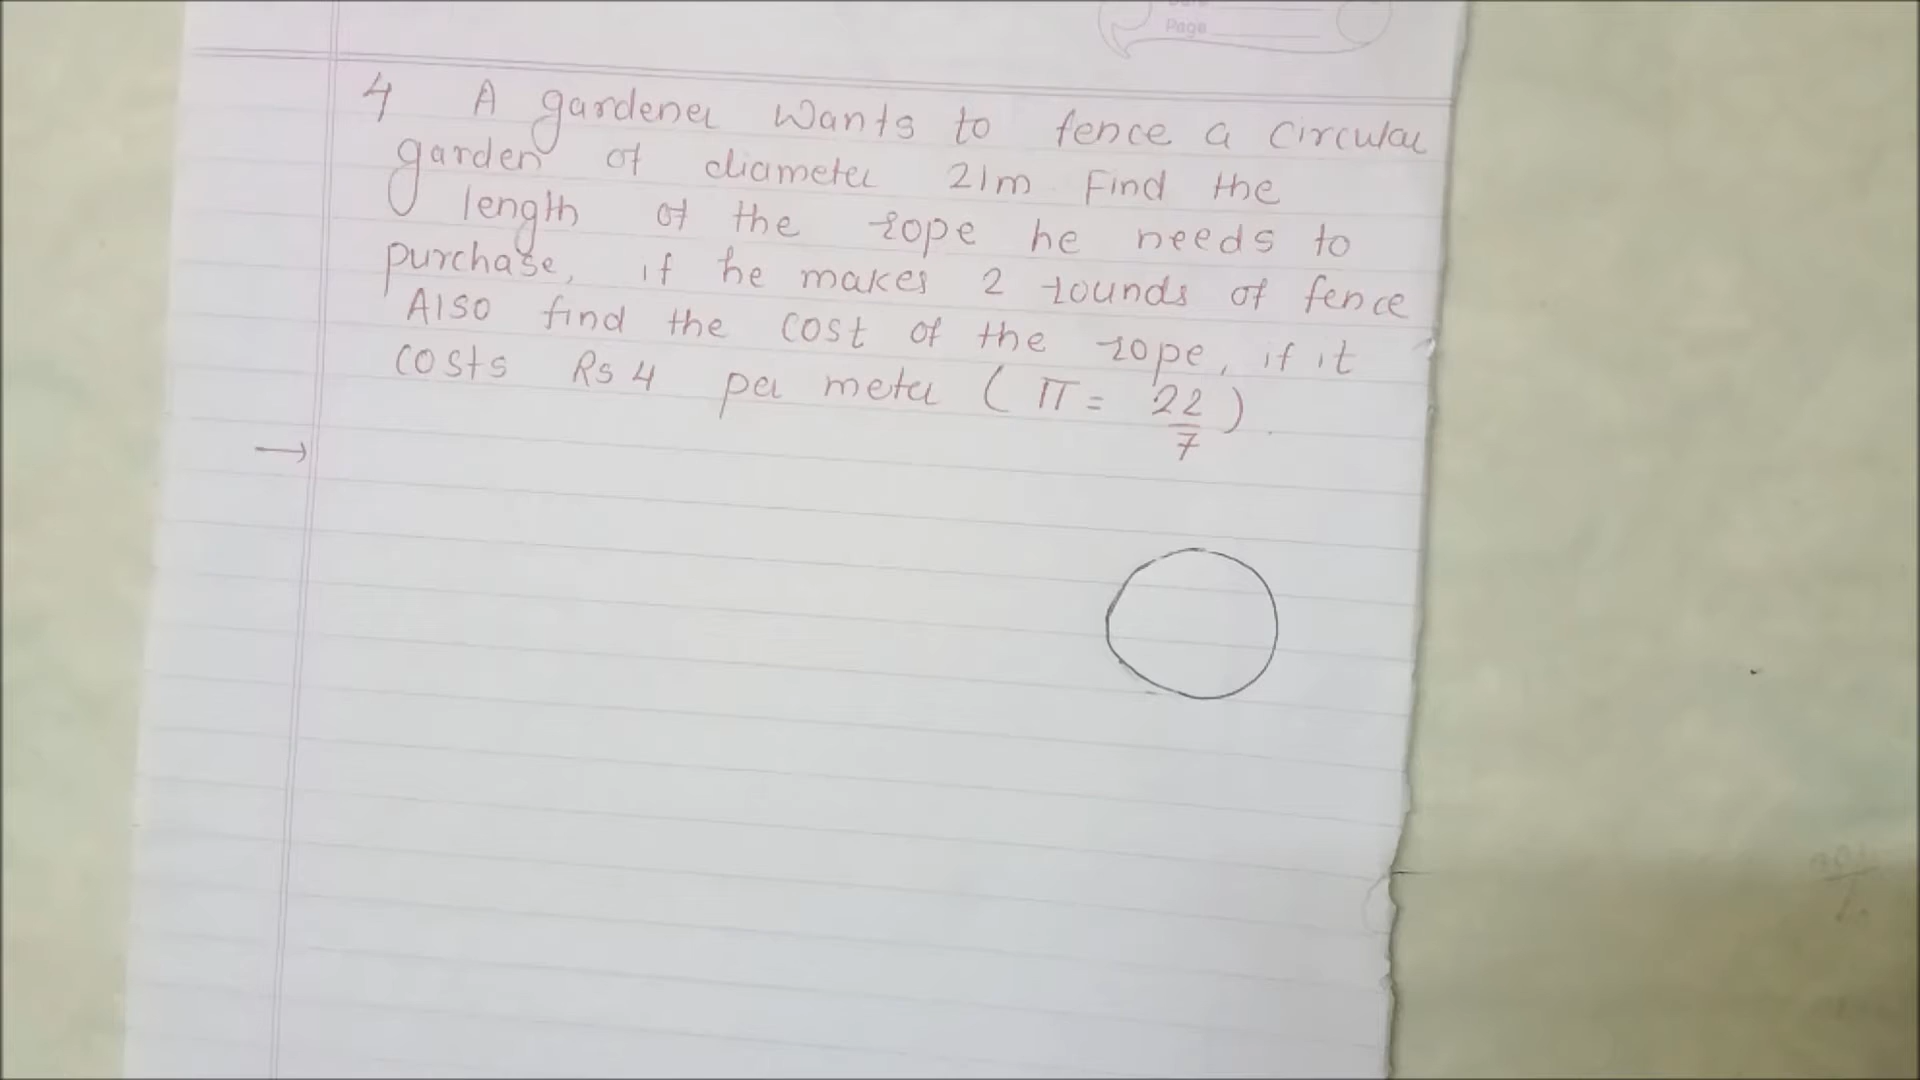 Page
4 A gardener wants to fence a circular
garden of diameter 21m Find the
length of the rope he needs to
purchase, if he makes 2 rounds of fence
Also find the cost of the rope, if it
costs Rs 4 per meter ( π = 22/7 ).
→